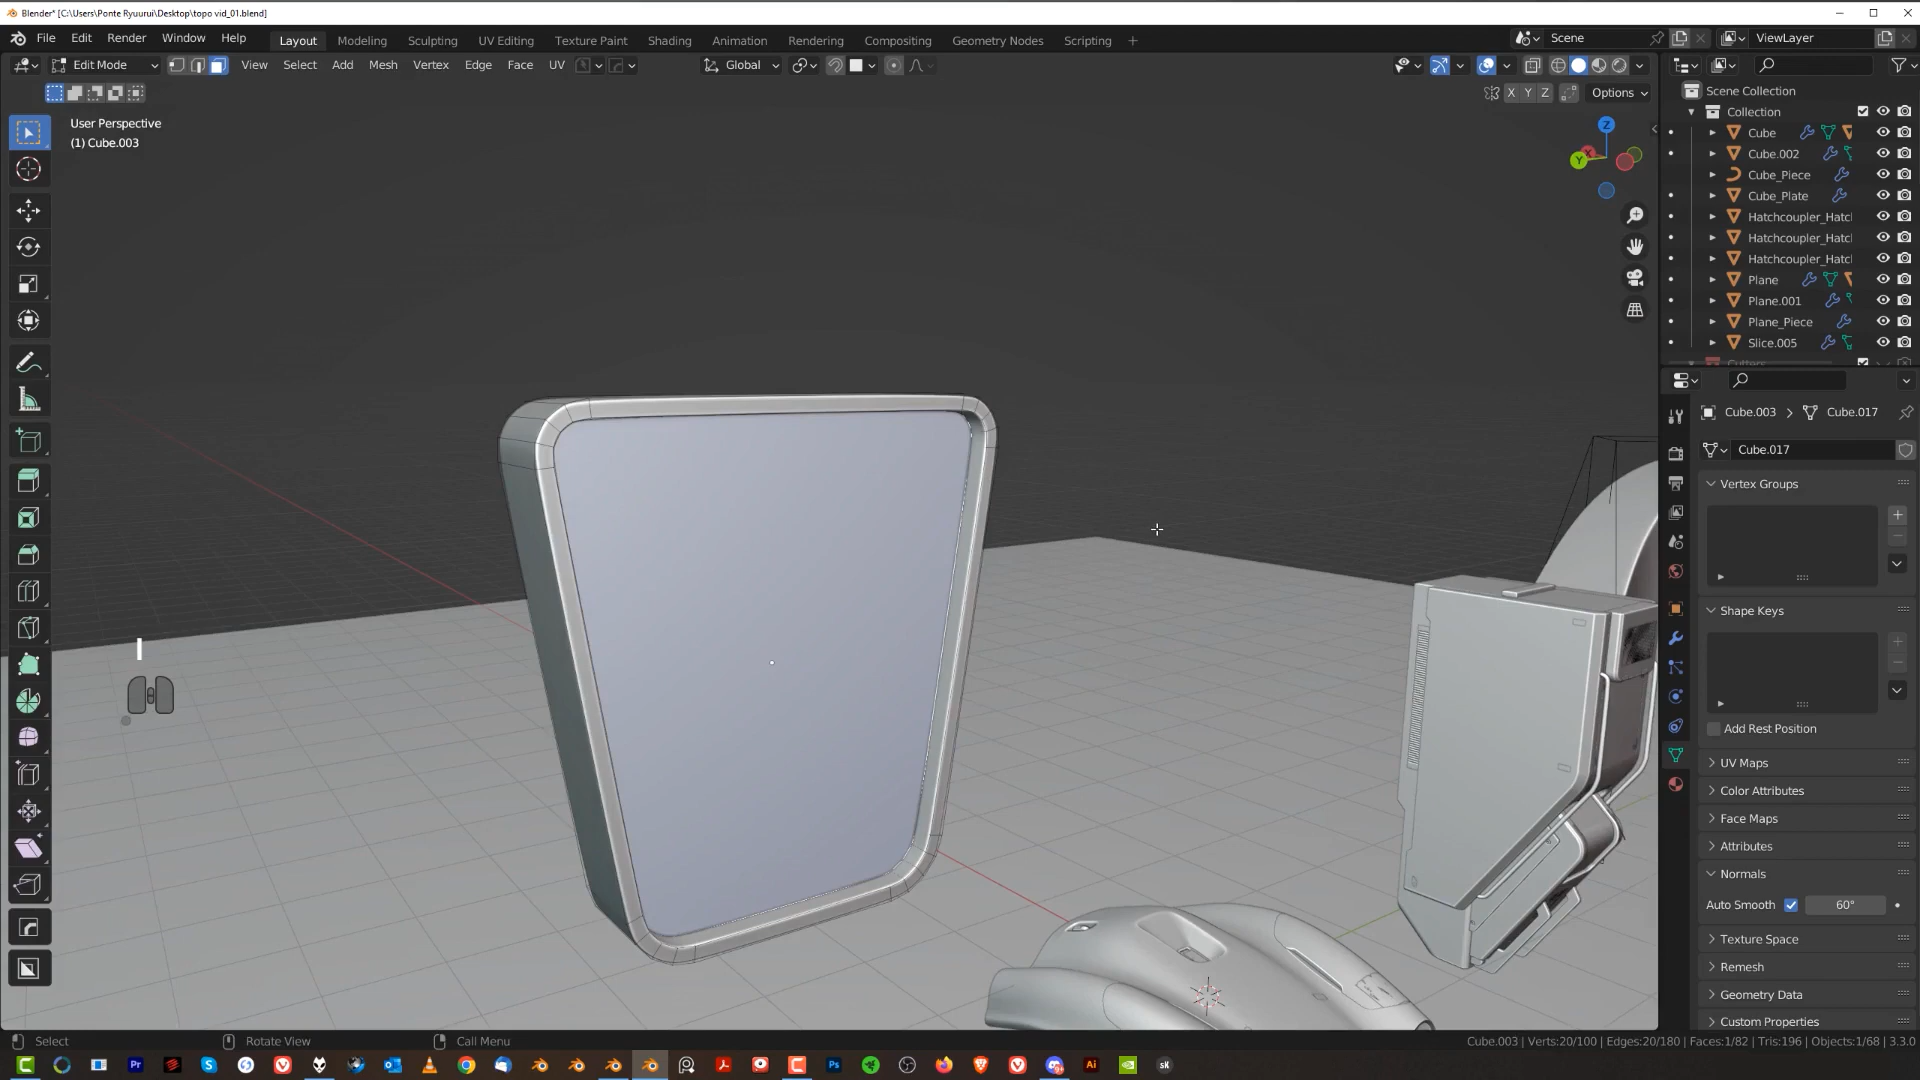 Blender* [C:\Users\Ponte Ryuurui\Desktop\topo vid_01.blend]
File Edit Render Window Help Layout Modeling Sculpting UV Editing Texture Paint Shading Animation Rendering Compositing Geometry Nodes Scripting + Scene ViewLayer
Edit Mode View Select Add Mesh Vertex Edge Face UV Global
X Y Z Options
User Perspective
(1) Cube.003
Z
X
Y
Scene Collection
Collection
Cube
Cube.002
Cube_Piece
Cube_Plate
Hatchcoupler_Hatcl
Hatchcoupler_Hatcl
Hatchcoupler_Hatcl
Plane
Plane.001
Plane_Piece
Slice.005
Cube.003 > Cube.017
Cube.017
Vertex Groups
Shape Keys
Add Rest Position
UV Maps
Color Attributes
Face Maps
Attributes
Normals
Auto Smooth 60°
Texture Space
Remesh
Geometry Data
Custom Properties
I
Select Rotate View Call Menu Cube.003 | Verts:20/100 | Edges:20/180 | Faces:1/82 | Tris:196 | Objects:1/68 | 3.3.0
Pr S Ps Ai sk